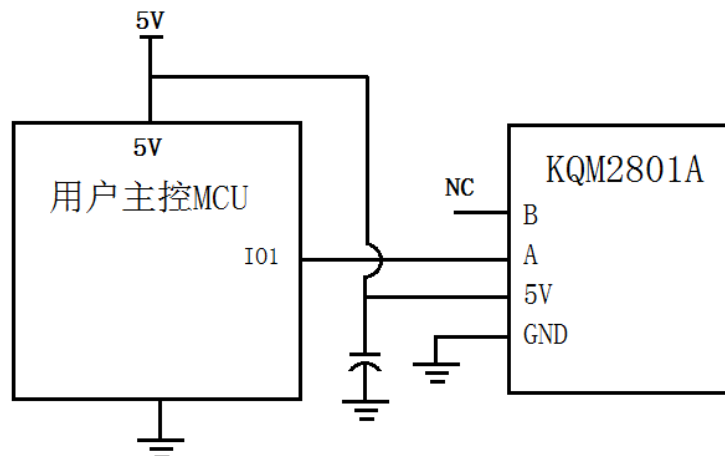 5V
5V
用户主控MCU
IO1
KQM2801A
NC
B
A
5V
GND